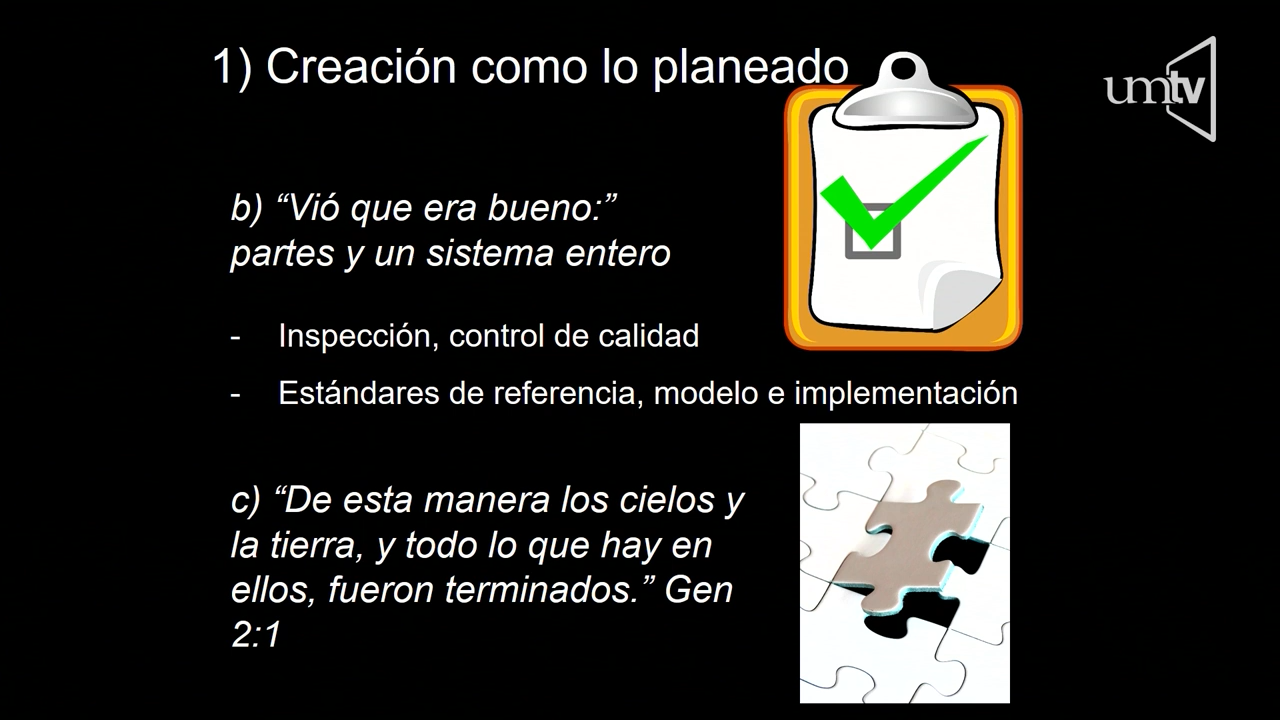 1) Creación como lo planeado
umtv
b) “Vió que era bueno:”
partes y un sistema entero
- Inspección, control de calidad
- Estándares de referencia, modelo e implementación
c) “De esta manera los cielos y
la tierra, y todo lo que hay en
ellos, fueron terminados.” Gen
2:1